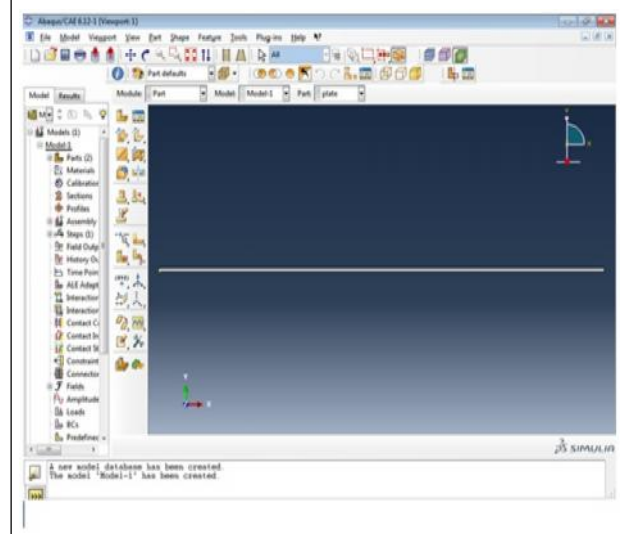 Abaqus/CAE 6.12-1 [Viewport: 1]
File Model Viewport View Part Shape Feature Tools Plug-ins Help
All
Part defaults
Model Results Module: Part Model: Model-1 Part: plate
Models (1)
Model-1
Parts (2)
Materials
Calibration
Sections
Profiles
Assembly
Steps (1)
Field Outp
History Ou
Time Poin
ALE Adapt
Interaction
Interaction
Contact C
Contact In
Contact St
Constraint
Connector
Fields
Amplitude
Loads
BCs
Predefined
SIMULIA
A new model database has been created.
The model "Model-1" has been created.